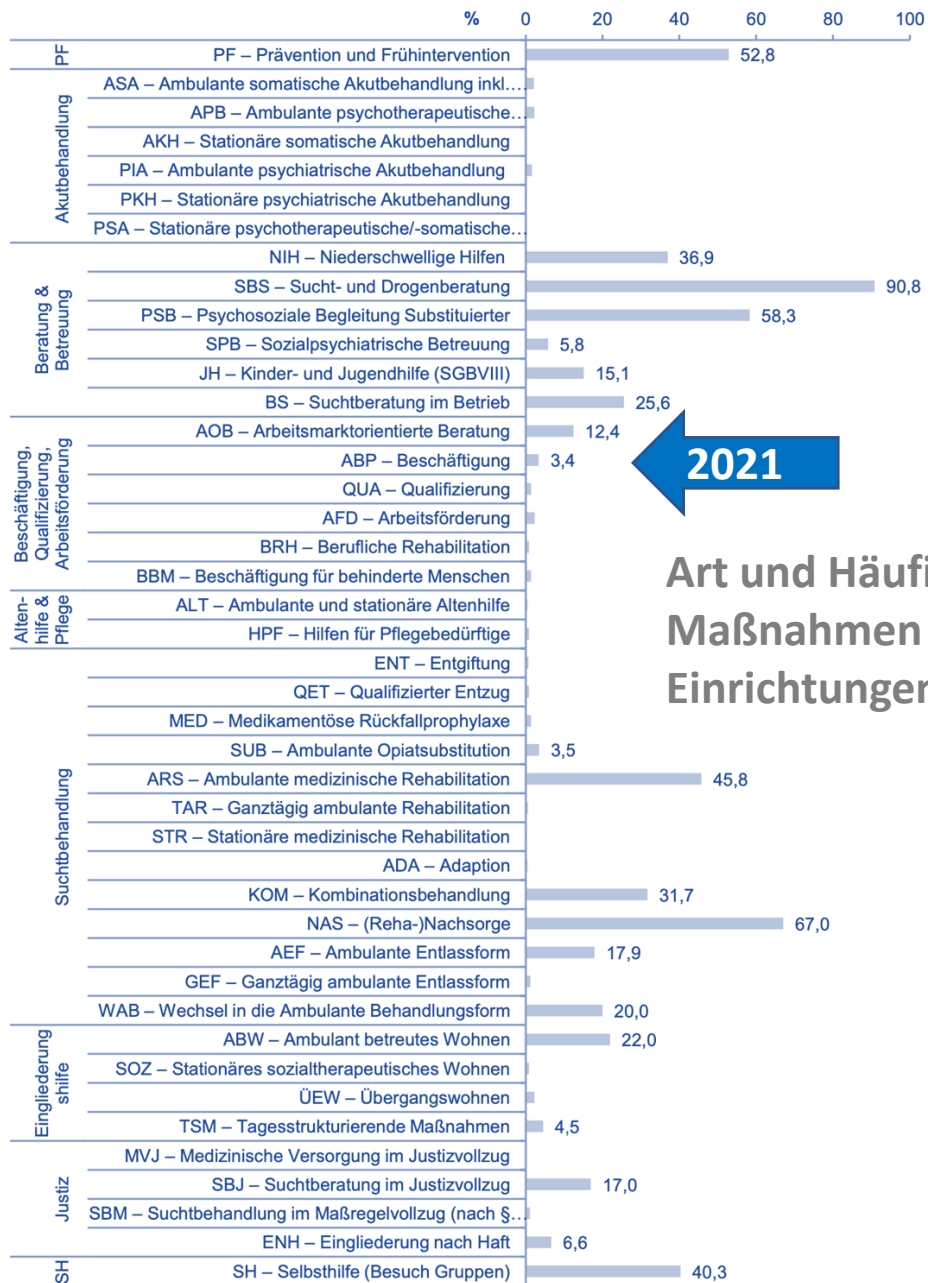 % 0 20 40 60 80 100
PF
PF – Prävention und Frühintervention 52,8
Akutbehandlung
ASA – Ambulante somatische Akutbehandlung inkl.…
APB – Ambulante psychotherapeutische…
AKH – Stationäre somatische Akutbehandlung
PIA – Ambulante psychiatrische Akutbehandlung
PKH – Stationäre psychiatrische Akutbehandlung
PSA – Stationäre psychotherapeutische/-somatische…
Beratung &
Betreuung
NIH – Niederschwellige Hilfen 36,9
SBS – Sucht- und Drogenberatung 90,8
PSB – Psychosoziale Begleitung Substituierter 58,3
SPB – Sozialpsychiatrische Betreuung 5,8
JH – Kinder- und Jugendhilfe (SGBVIII) 15,1
BS – Suchtberatung im Betrieb 25,6
Beschäftigung,
Qualifizierung,
Arbeitsförderung
AOB – Arbeitsmarktorientierte Beratung 12,4
ABP – Beschäftigung 3,4
2021
QUA – Qualifizierung
AFD – Arbeitsförderung
BRH – Berufliche Rehabilitation
BBM – Beschäftigung für behinderte Menschen
Art und Häufi
Maßnahmen
Einrichtunger
Alten-
hilfe &
Pflege
ALT – Ambulante und stationäre Altenhilfe
HPF – Hilfen für Pflegebedürftige
Suchtbehandlung
ENT – Entgiftung
QET – Qualifizierter Entzug
MED – Medikamentöse Rückfallprophylaxe
SUB – Ambulante Opiatsubstitution 3,5
ARS – Ambulante medizinische Rehabilitation 45,8
TAR – Ganztägig ambulante Rehabilitation
STR – Stationäre medizinische Rehabilitation
ADA – Adaption
KOM – Kombinationsbehandlung 31,7
NAS – (Reha-)Nachsorge 67,0
AEF – Ambulante Entlassform 17,9
GEF – Ganztägig ambulante Entlassform
WAB – Wechsel in die Ambulante Behandlungsform 20,0
Eingliederung
shilfe
ABW – Ambulant betreutes Wohnen 22,0
SOZ – Stationäres sozialtherapeutisches Wohnen
ÜEW – Übergangswohnen
TSM – Tagesstrukturierende Maßnahmen 4,5
Justiz
MVJ – Medizinische Versorgung im Justizvollzug
SBJ – Suchtberatung im Justizvollzug 17,0
SBM – Suchtbehandlung im Maßregelvollzug (nach §…
ENH – Eingliederung nach Haft 6,6
SH
SH – Selbsthilfe (Besuch Gruppen) 40,3